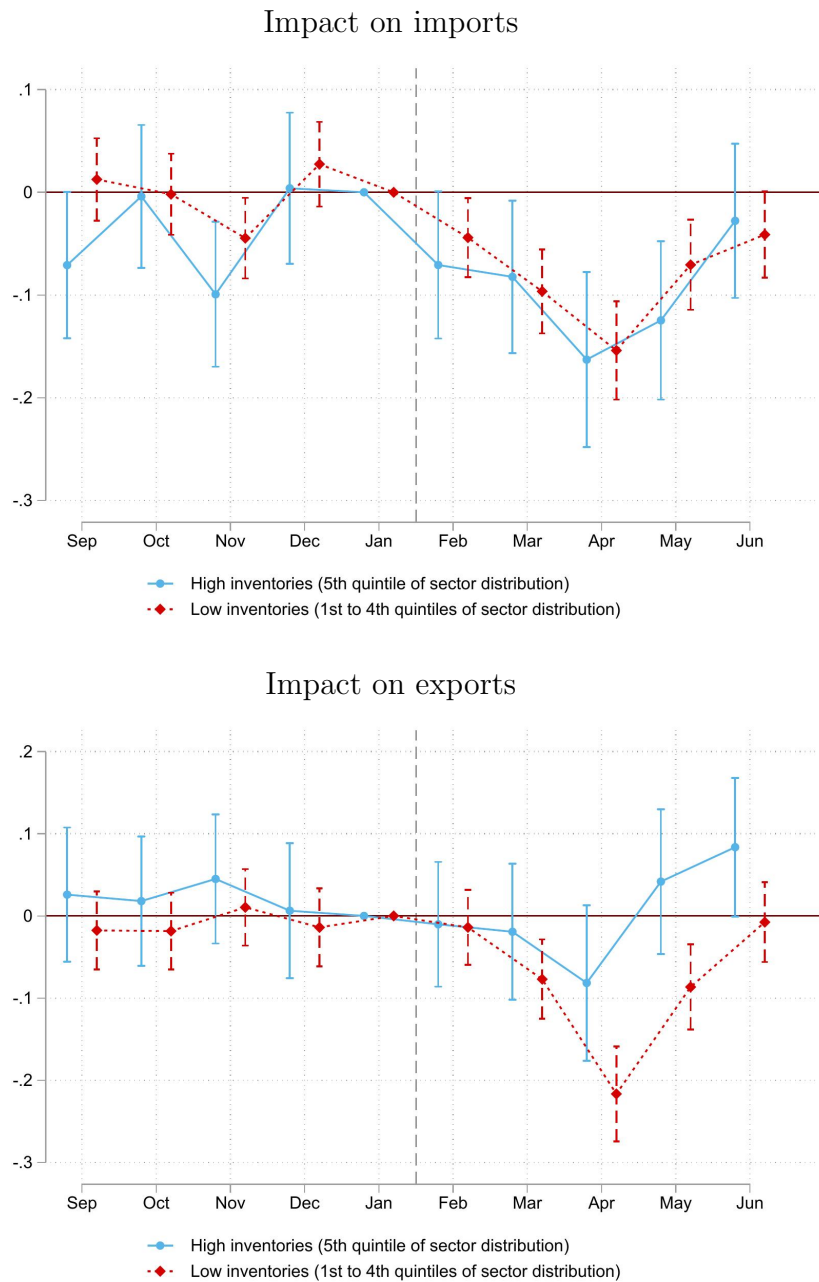 Impact on imports
.1
0
-.1
-.2
-.3
Sep Oct Nov Dec Jan Feb Mar Apr May Jun
High inventories (5th quintile of sector distribution)
Low inventories (1st to 4th quintiles of sector distribution)
Impact on exports
.2
.1
0
-.1
-.2
-.3
Sep Oct Nov Dec Jan Feb Mar Apr May Jun
High inventories (5th quintile of sector distribution)
Low inventories (1st to 4th quintiles of sector distribution)